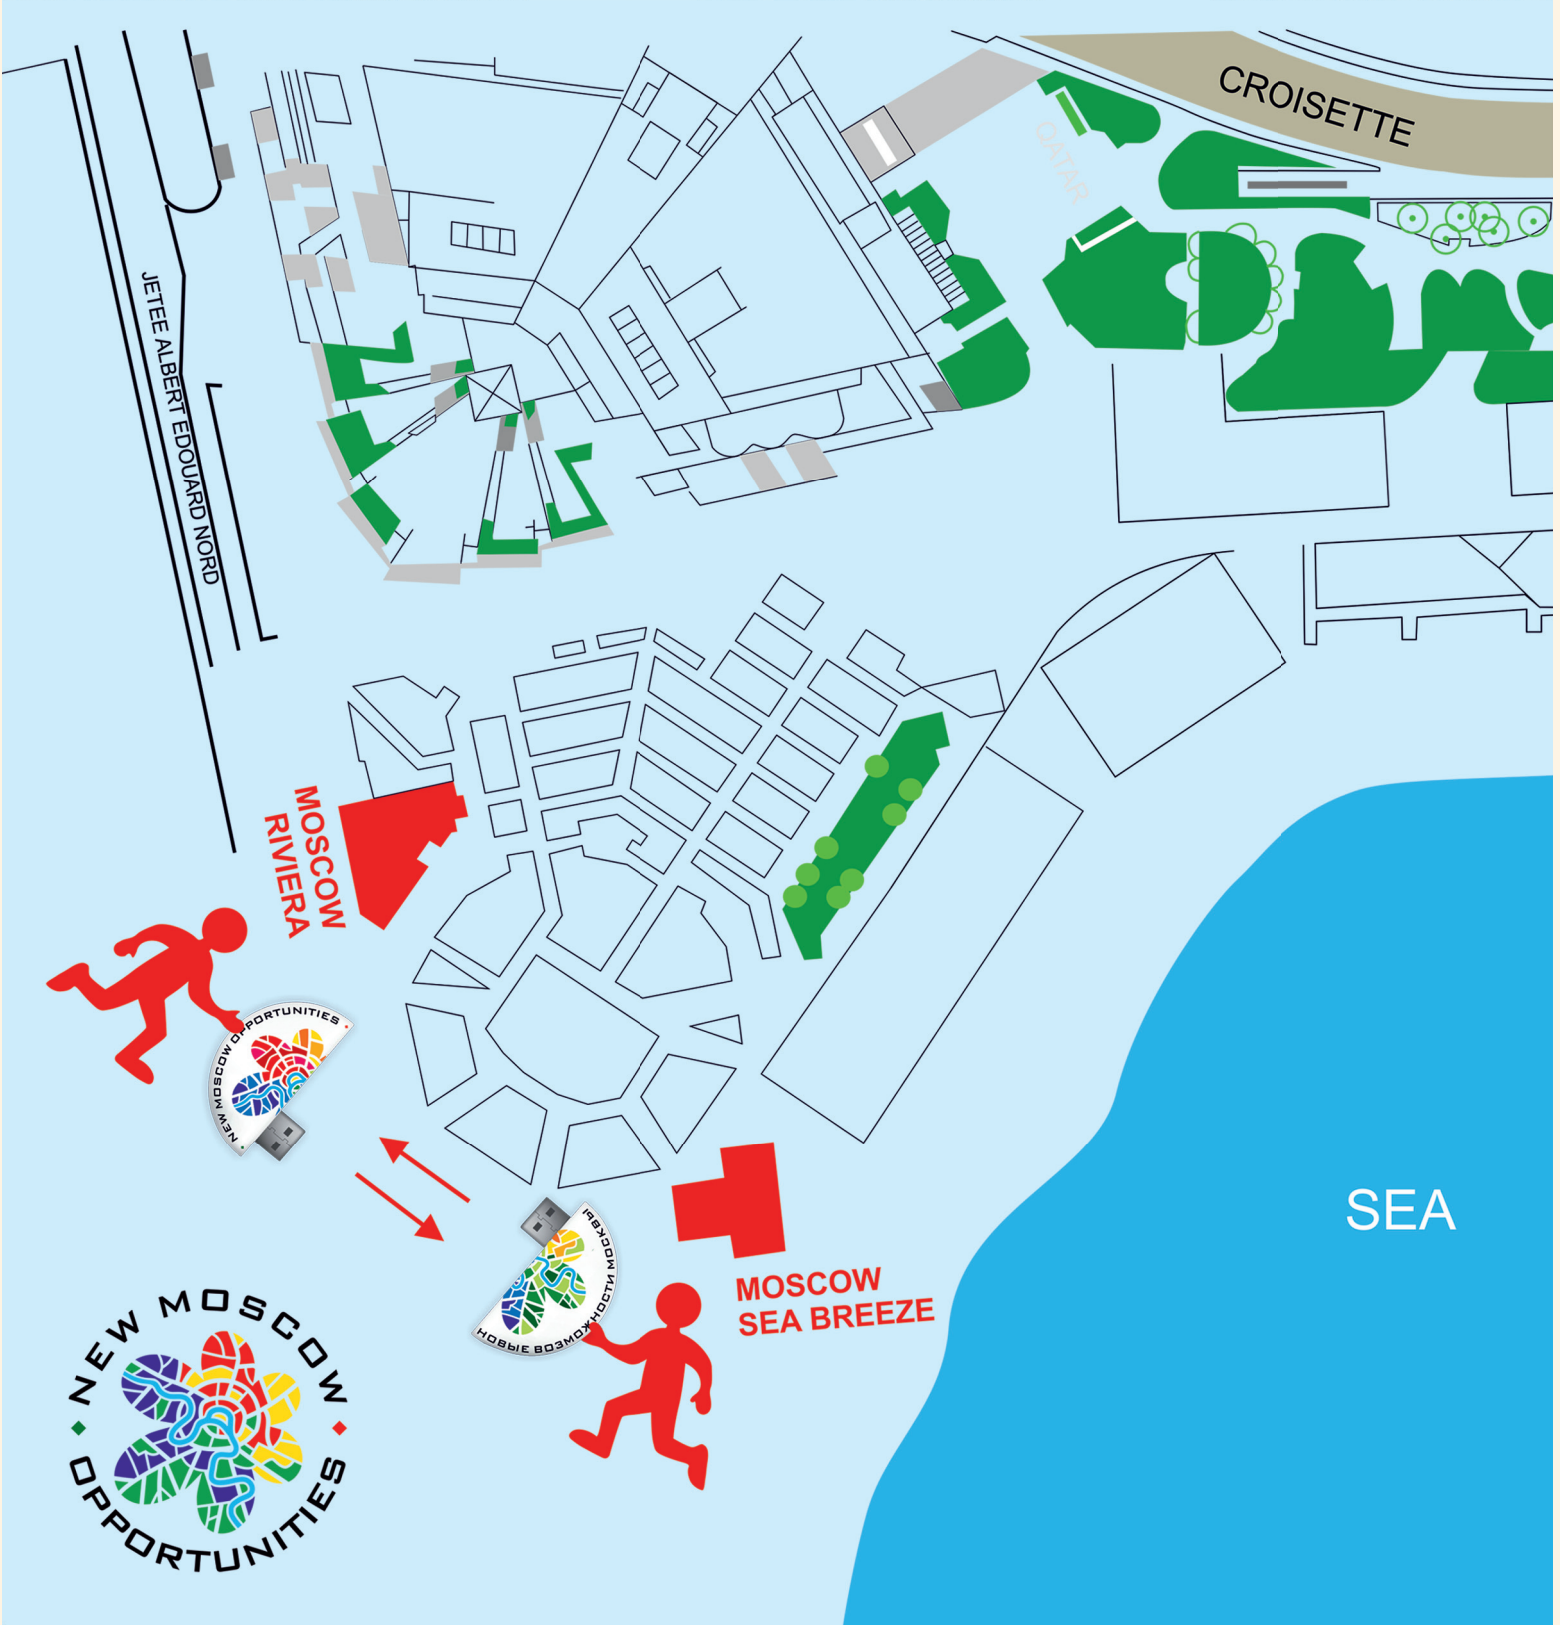 CROISETTE
QATAR
JETEE ALBERT EDOUARD NORD
MOSCOW
RIVIERA
NEW MOSCOW OPPORTUNITIES
SEA
НОВЫЕ ВОЗМОЖНОСТИ МОСКВЫ
MOSCOW
SEA BREEZE
NEW MOSCOW
OPPORTUNITIES